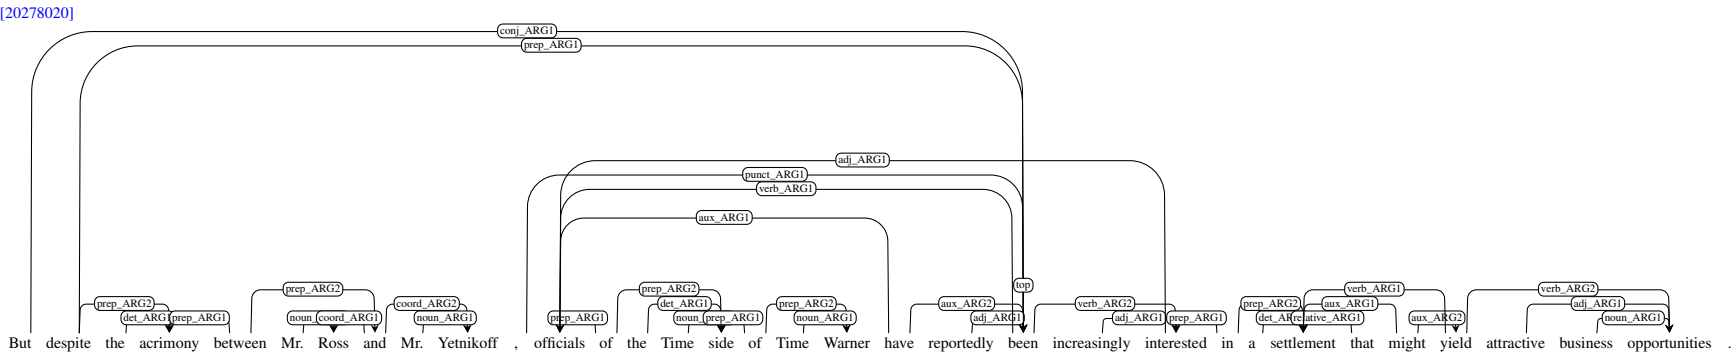 [20278020]
conj_ARG1
prep_ARG1
adj_ARG1
punct_ARG1
verb_ARG1
aux_ARG1
top
prep_ARG2 prep_ARG2 verb_ARG1 verb_ARG2
prep_ARG2 coord_ARG2 det_ARG1 prep_ARG2 aux_ARG2 verb_ARG2 prep_ARG2 aux_ARG1 adj_ARG1
det_ARG1 prep_ARG1 coord_ARG1 noun_ARG1 prep_ARG1 prep_ARG1 noun_ARG1 adj_ARG1 adj_ARG1 prep_ARG1 aux_ARG2 noun_ARG1
But despite the acrimony between Mr. Ross and Mr. Yetnikoff , officials of the Time side of Time Warner have reportedly been increasingly interested in a settlement that might yield attractive business opportunities .